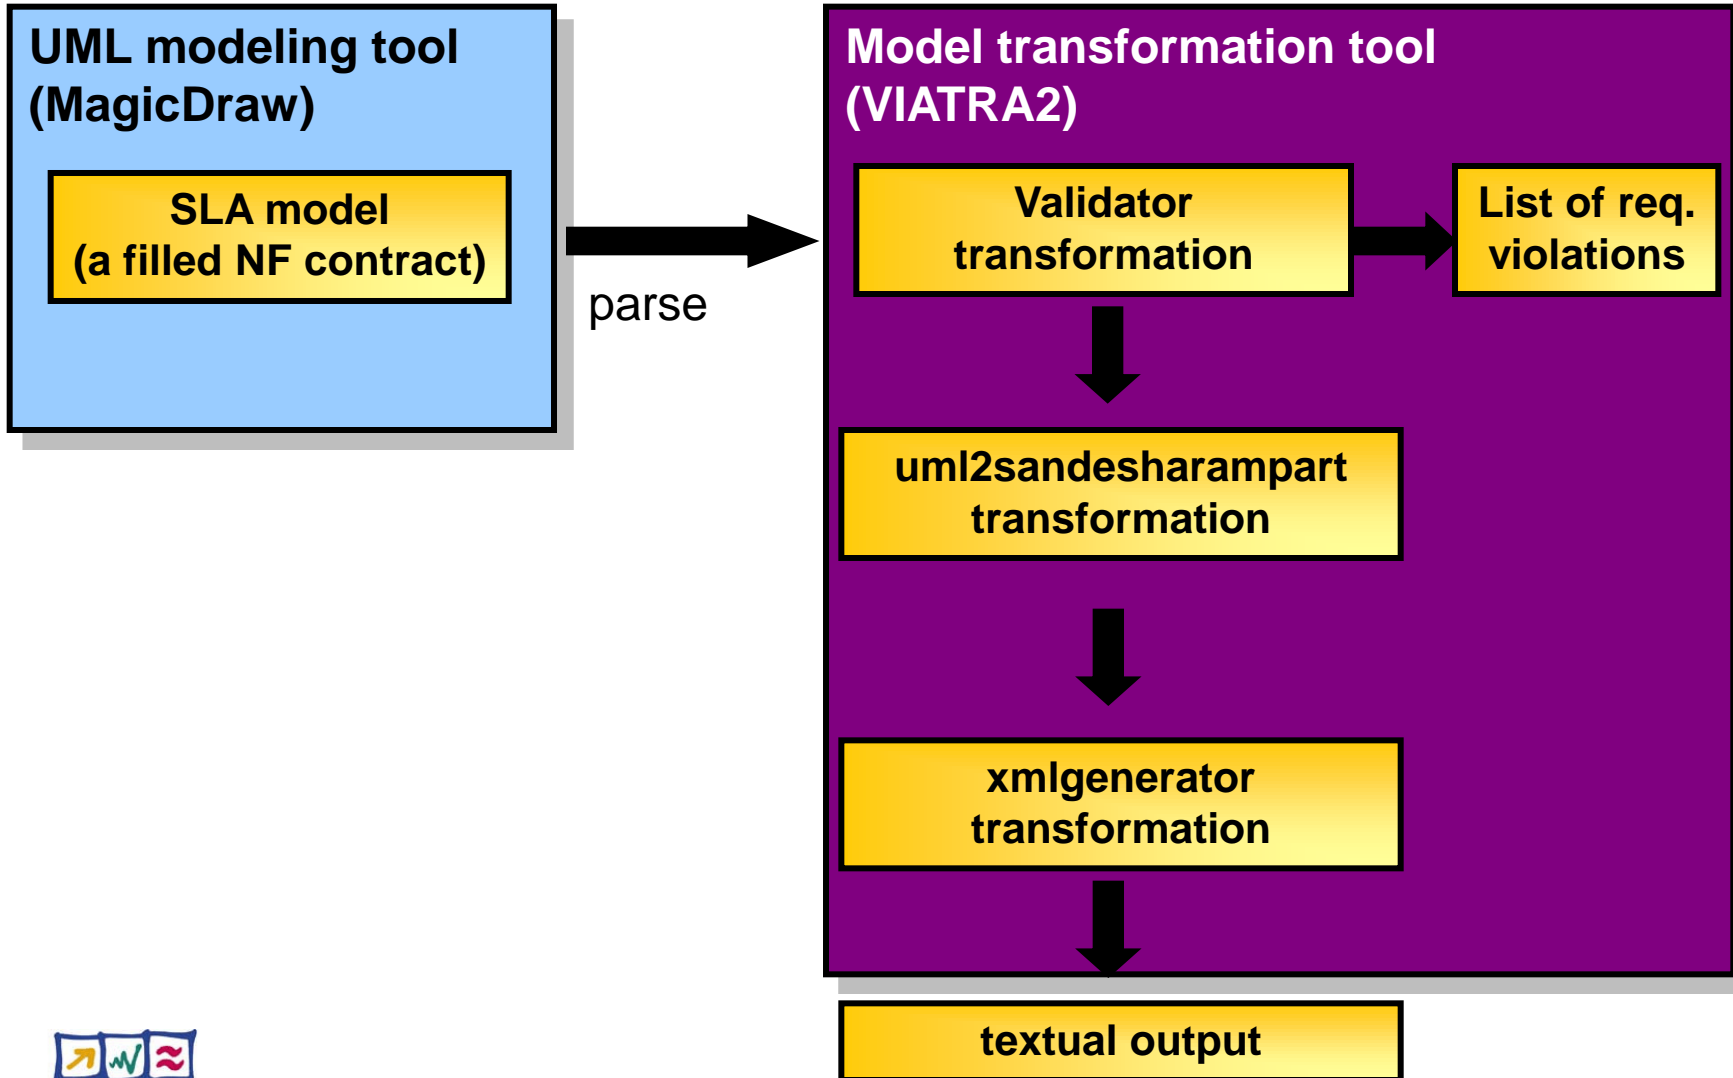 UML modeling tool
(MagicDraw)
SLA model
(a filled NF contract)
parse
Model transformation tool
(VIATRA2)
Validator
transformation
List of req.
violations
uml2sandesharampart
transformation
xmlgenerator
transformation
textual output